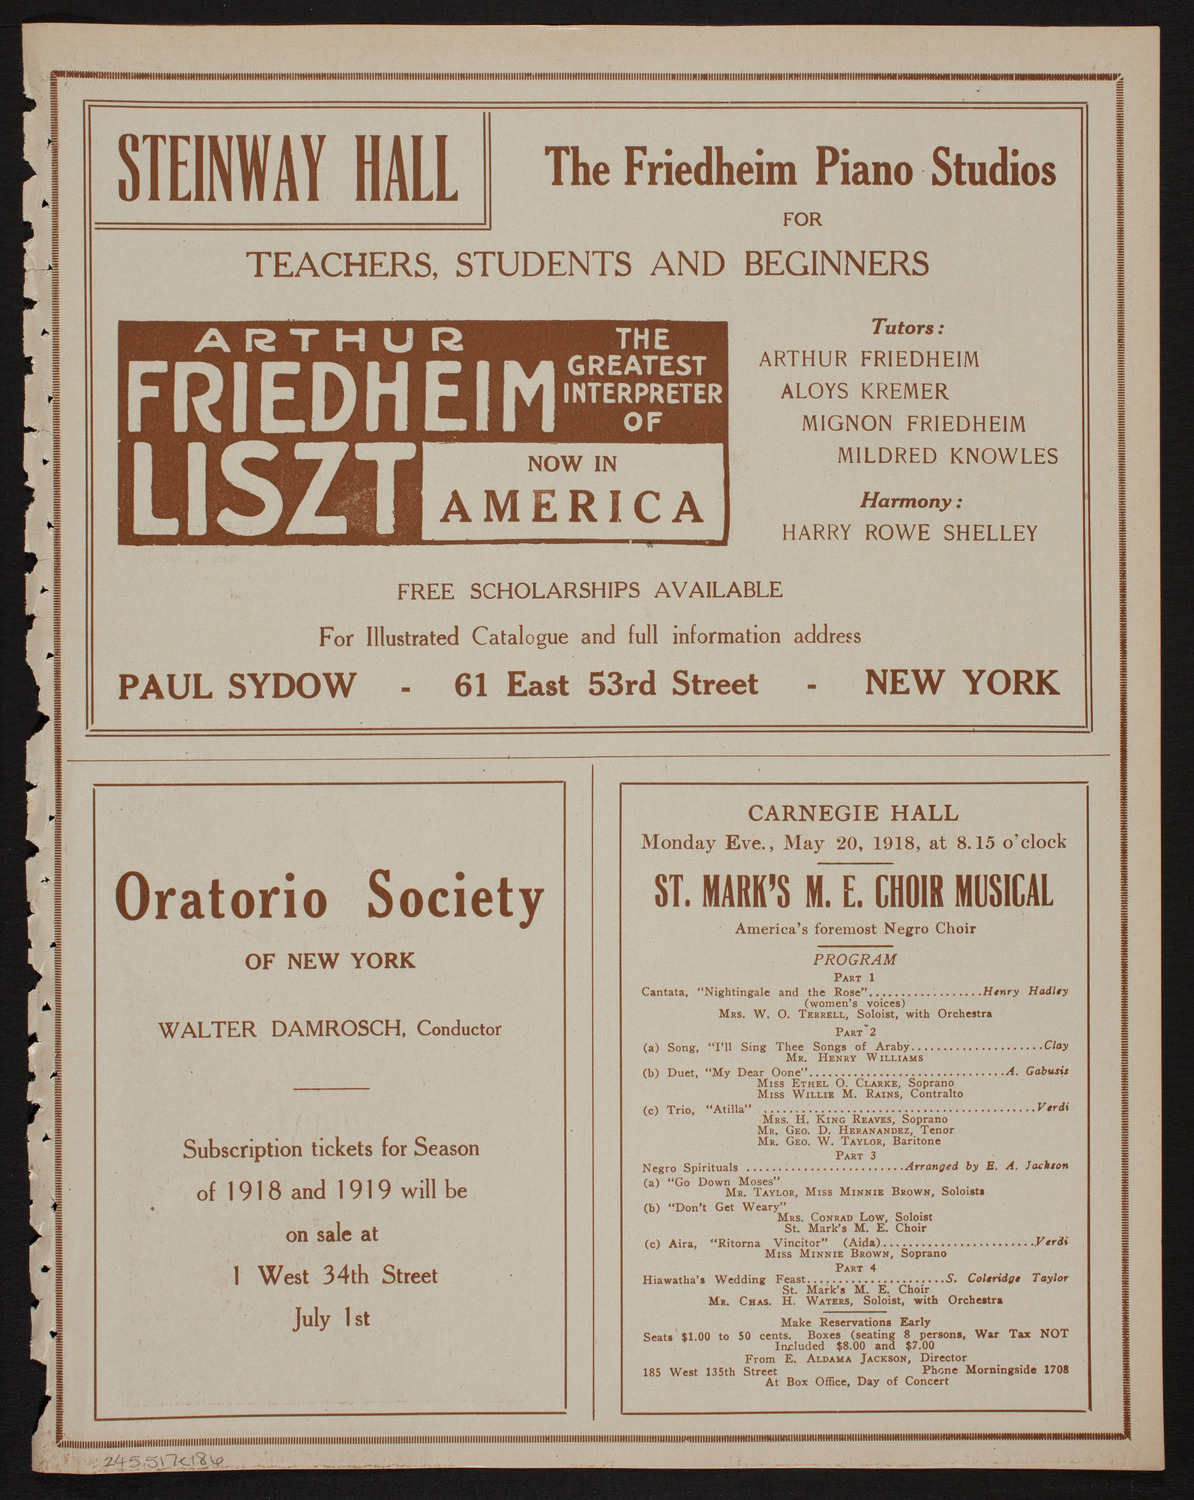 STEINWAY HALL
The Friedheim Piano Studios
FOR
TEACHERS, STUDENTS AND BEGINNERS
ARTHUR
FRIEDHEIM
THE
GREATEST
INTERPRETER
OF
LISZT
NOW IN
AMERICA
Tutors:
ARTHUR FRIEDHEIM
ALOYS KREMER
MIGNON FRIEDHEIM
MILDRED KNOWLES
Harmony:
HARRY ROWE SHELLEY
FREE SCHOLARSHIPS AVAILABLE
For Illustrated Catalogue and full information address
PAUL SYDOW - 61 East 53rd Street - NEW YORK
Oratorio Society
OF NEW YORK
WALTER DAMROSCH, Conductor
Subscription tickets for Season
of 1918 and 1919 will be
on sale at
1 West 34th Street
July 1st
CARNEGIE HALL
Monday Eve., May 20, 1918, at 8.15 o'clock
ST. MARK'S M. E. CHOIR MUSICAL
America's foremost Negro Choir
PROGRAM
PART 1
Cantata, "Nightingale and the Rose"..................Henry Hadley
(women's voices)
MRS. W. O. TERRELL, Soloist, with Orchestra
PART 2
(a) Song, "I'll Sing Thee Songs of Araby.....................Clay
MR. HENRY WILLIAMS
(b) Duet, "My Dear Oone"...............................A. Gabusis
MISS ETHEL O. CLARKE, Soprano
MISS WILLIE M. RAINS, Contralto
(c) Trio, "Atilla" ...........................................Verdi
MRS. H. KING REAVES, Soprano
MR. GEO. D. HERANANDEZ, Tenor
MR. GEO. W. TAYLOR, Baritone
PART 3
Negro Spirituals .........................Arranged by E. A. Jackson
(a) "Go Down Moses"
MR. TAYLOR, MISS MINNIE BROWN, Soloists
(b) "Don't Get Weary"
MRS. CONRAD LOW, Soloist
St. Mark's M. E. Choir
(c) Aira, "Ritorna Vincitor" (Aida)........................Verdi
MISS MINNIE BROWN, Soprano
PART 4
Hiawatha's Wedding Feast......................S. Coleridge Taylor
St. Mark's M. E. Choir
MR. CHAS. H. WATERS, Soloist, with Orchestra
Make Reservations Early
Seats $1.00 to 50 cents. Boxes (seating 8 persons, War Tax NOT
Included $8.00 and $7.00
From E. ALDAMA JACKSON, Director
185 West 135th Street Phone Morningside 1708
At Box Office, Day of Concert